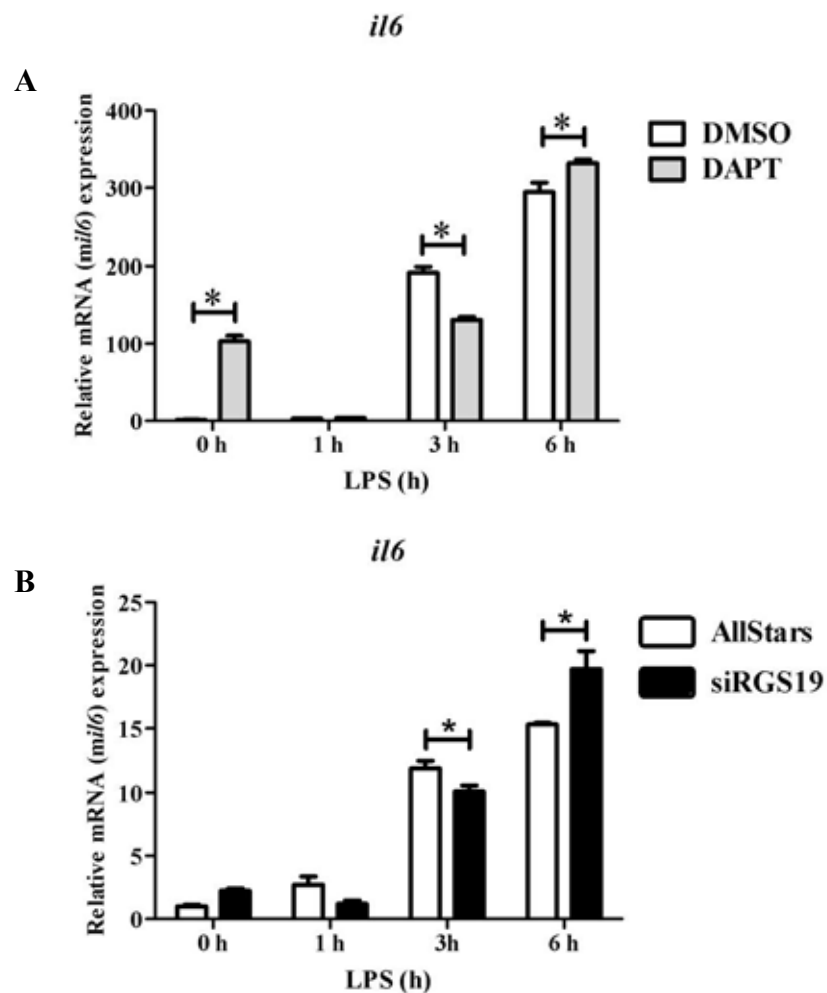 il6
A
Relative mRNA (mil6) expression
400
300
200
100
0
*
*
*
0 h 1 h 3 h 6 h
LPS (h)
DMSO
DAPT
il6
B
Relative mRNA (mil6) expression
25
20
15
10
5
0
*
*
0 h 1 h 3h 6 h
LPS (h)
AllStars
siRGS19